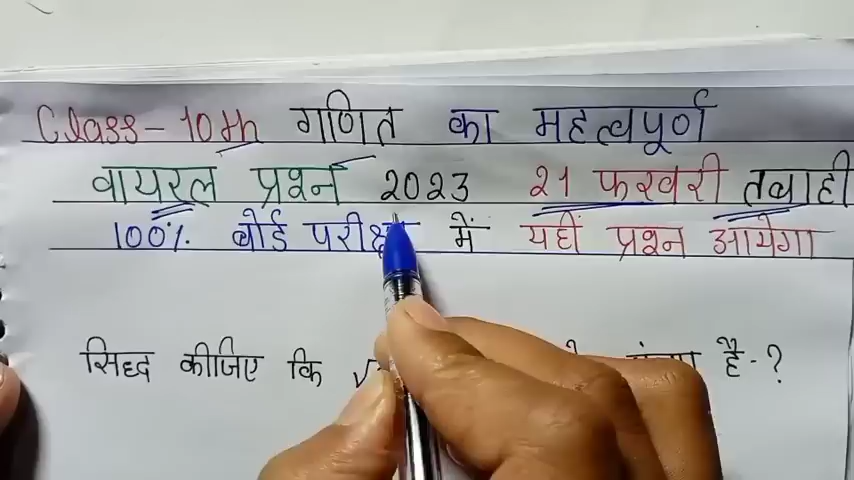 Class - 10th गणित का महत्वपूर्ण
वायरल प्रश्न 2023 21 फरवरी तबाही
100% बोर्ड परीक्षा में यहीं प्रश्न आयेगा
सिद्ध कीजिए कि है - ?